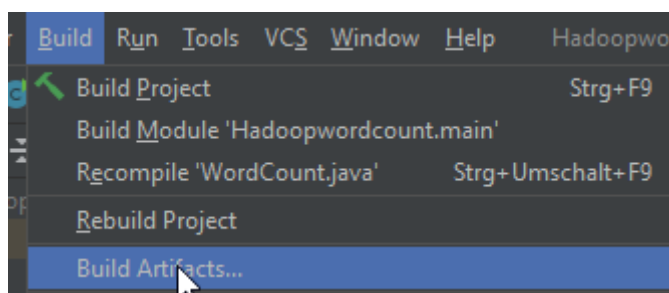 Build Run Tools VCS Window Help Hadoopwo
Build Project Strg+F9
Build Module 'Hadoopwordcount.main'
Recompile 'WordCount.java' Strg+Umschalt+F9
Rebuild Project
Build Artifacts...